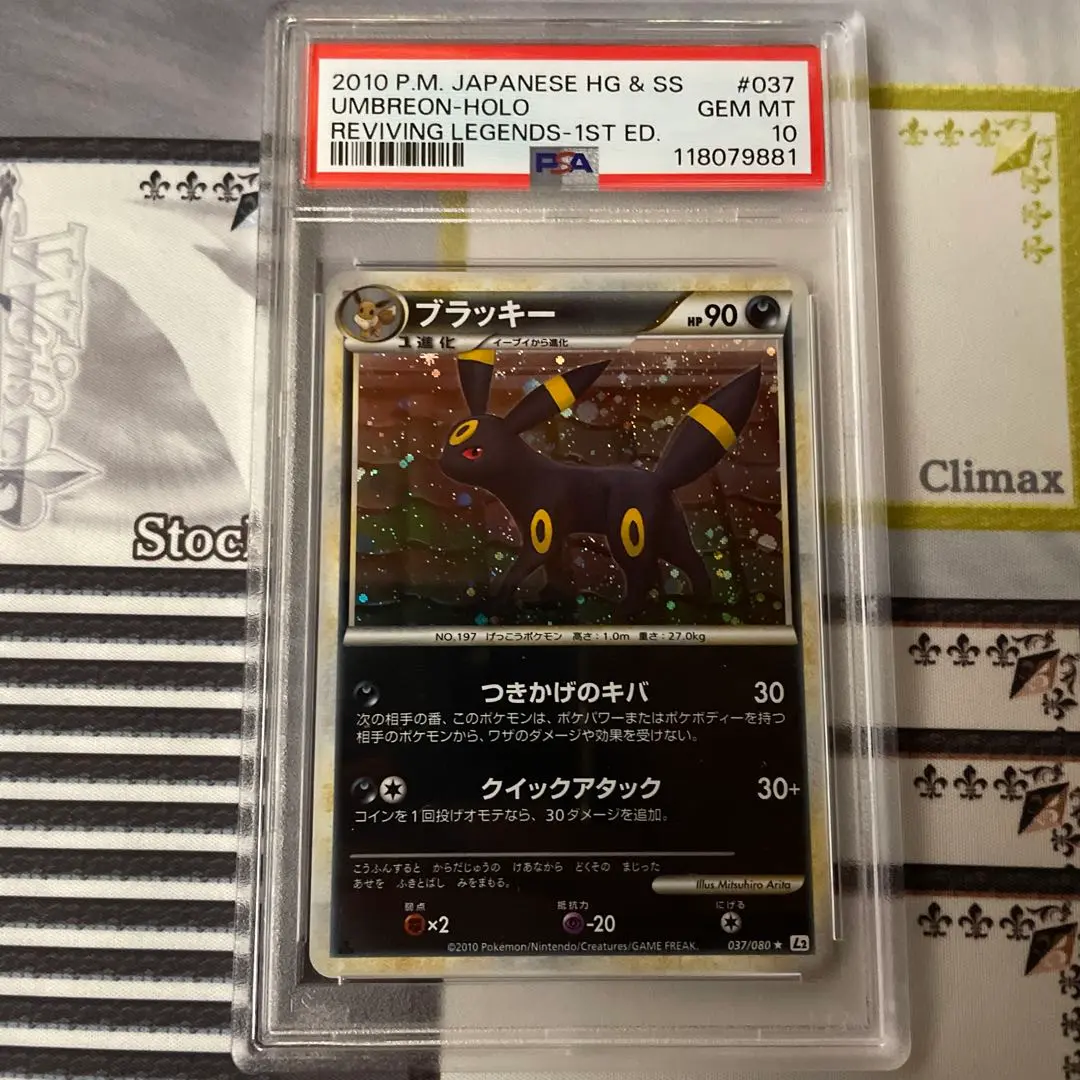 2010 P.M. JAPANESE HG & SS #037
UMBREON-HOLO GEM MT
REVIVING LEGENDS-1ST ED. 10
PSA 118079881
ブラッキー HP 90
1進化 イーブイから進化
NO.197 げっこうポケモン 高さ：1.0m 重さ：27.0kg
つきかげのキバ 30
次の相手の番、このポケモンは、ポケパワーまたはポケボディーを持つ
相手のポケモンから、ワザのダメージや効果を受けない。
クイックアタック 30+
コインを1回投げオモテなら、30ダメージを追加。
こうふんすると からだじゅうの けあなから どくその まじった
あせを ふきとばし みをまもる。
Illus. Mitsuhiro Arita
弱点 抵抗力 にげる
×2 -20
©2010 Pokémon/Nintendo/Creatures/GAME FREAK.
037/080 ★ L2
Climax